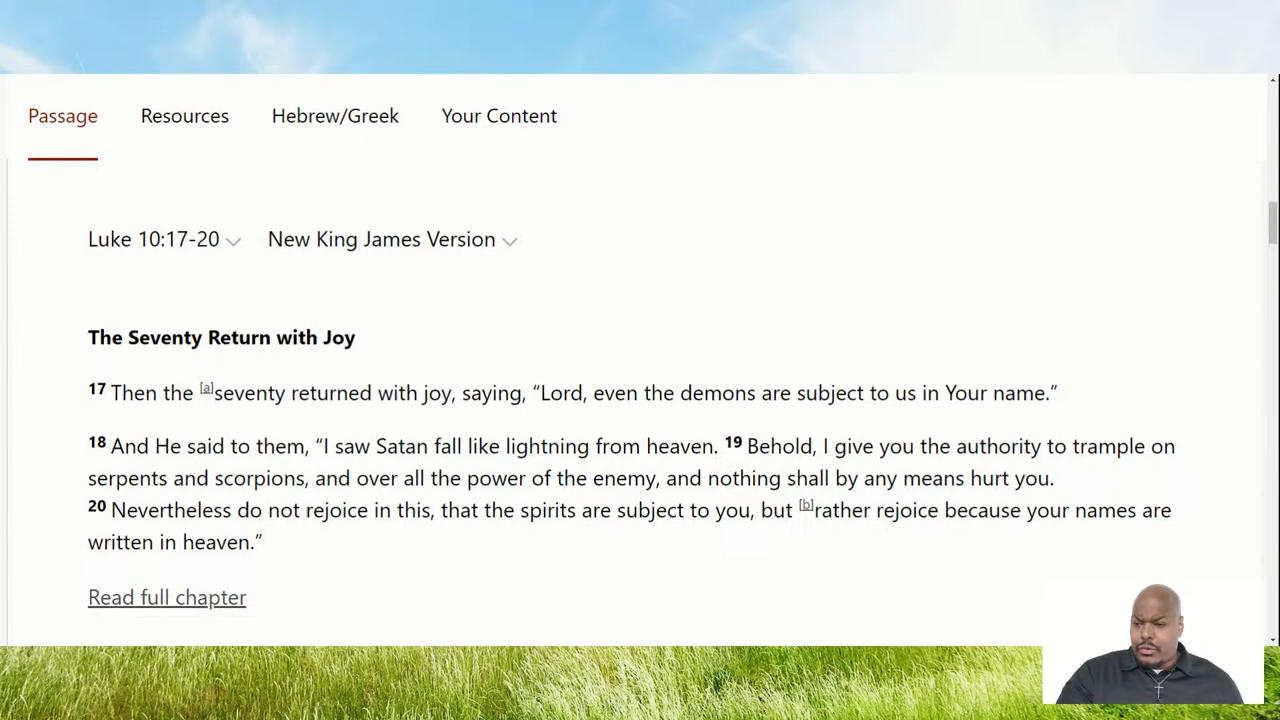 Passage Resources Hebrew/Greek Your Content
Luke 10:17-20 New King James Version
The Seventy Return with Joy
17 Then the [a]seventy returned with joy, saying, “Lord, even the demons are subject to us in Your name.”
18 And He said to them, “I saw Satan fall like lightning from heaven. 19 Behold, I give you the authority to trample on
serpents and scorpions, and over all the power of the enemy, and nothing shall by any means hurt you.
20 Nevertheless do not rejoice in this, that the spirits are subject to you, but [b]rather rejoice because your names are
written in heaven.”
Read full chapter